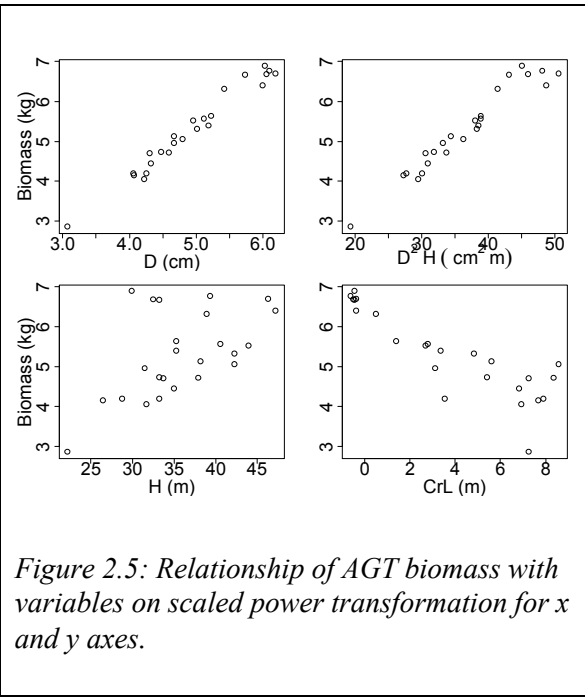 Biomass (kg)
3 4 5 6 7
3.0 4.0 5.0 6.0
D (cm)
3 4 5 6 7
20 30 40 50
D² H ( cm² m)
Biomass (kg)
3 4 5 6 7
25 30 35 40 45
H (m)
3 4 5 6 7
0 2 4 6 8
CrL (m)
Figure 2.5: Relationship of AGT biomass with
variables on scaled power transformation for x
and y axes.